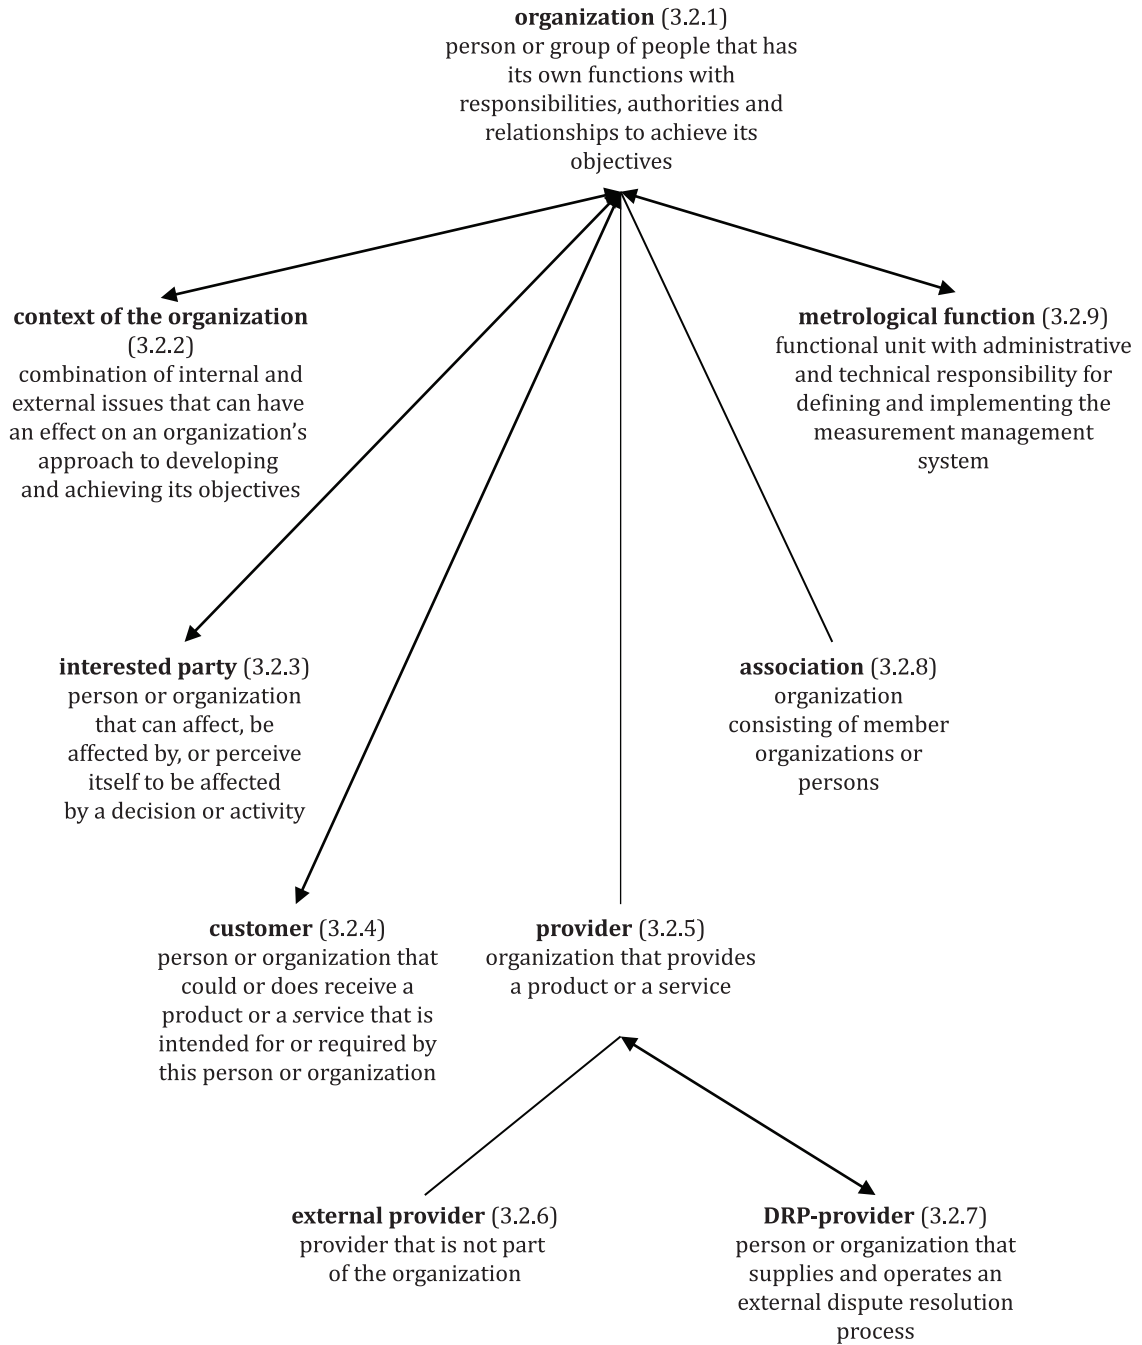 organization (3.2.1)
person or group of people that has
its own functions with
responsibilities, authorities and
relationships to achieve its
objectives
context of the organization
(3.2.2)
combination of internal and
external issues that can have
an effect on an organization’s
approach to developing
and achieving its objectives
metrological function (3.2.9)
functional unit with administrative
and technical responsibility for
defining and implementing the
measurement management
system
interested party (3.2.3)
person or organization
that can affect, be
affected by, or perceive
itself to be affected
by a decision or activity
association (3.2.8)
organization
consisting of member
organizations or
persons
customer (3.2.4)
person or organization that
could or does receive a
product or a service that is
intended for or required by
this person or organization
provider (3.2.5)
organization that provides
a product or a service
external provider (3.2.6)
provider that is not part
of the organization
DRP-provider (3.2.7)
person or organization that
supplies and operates an
external dispute resolution
process